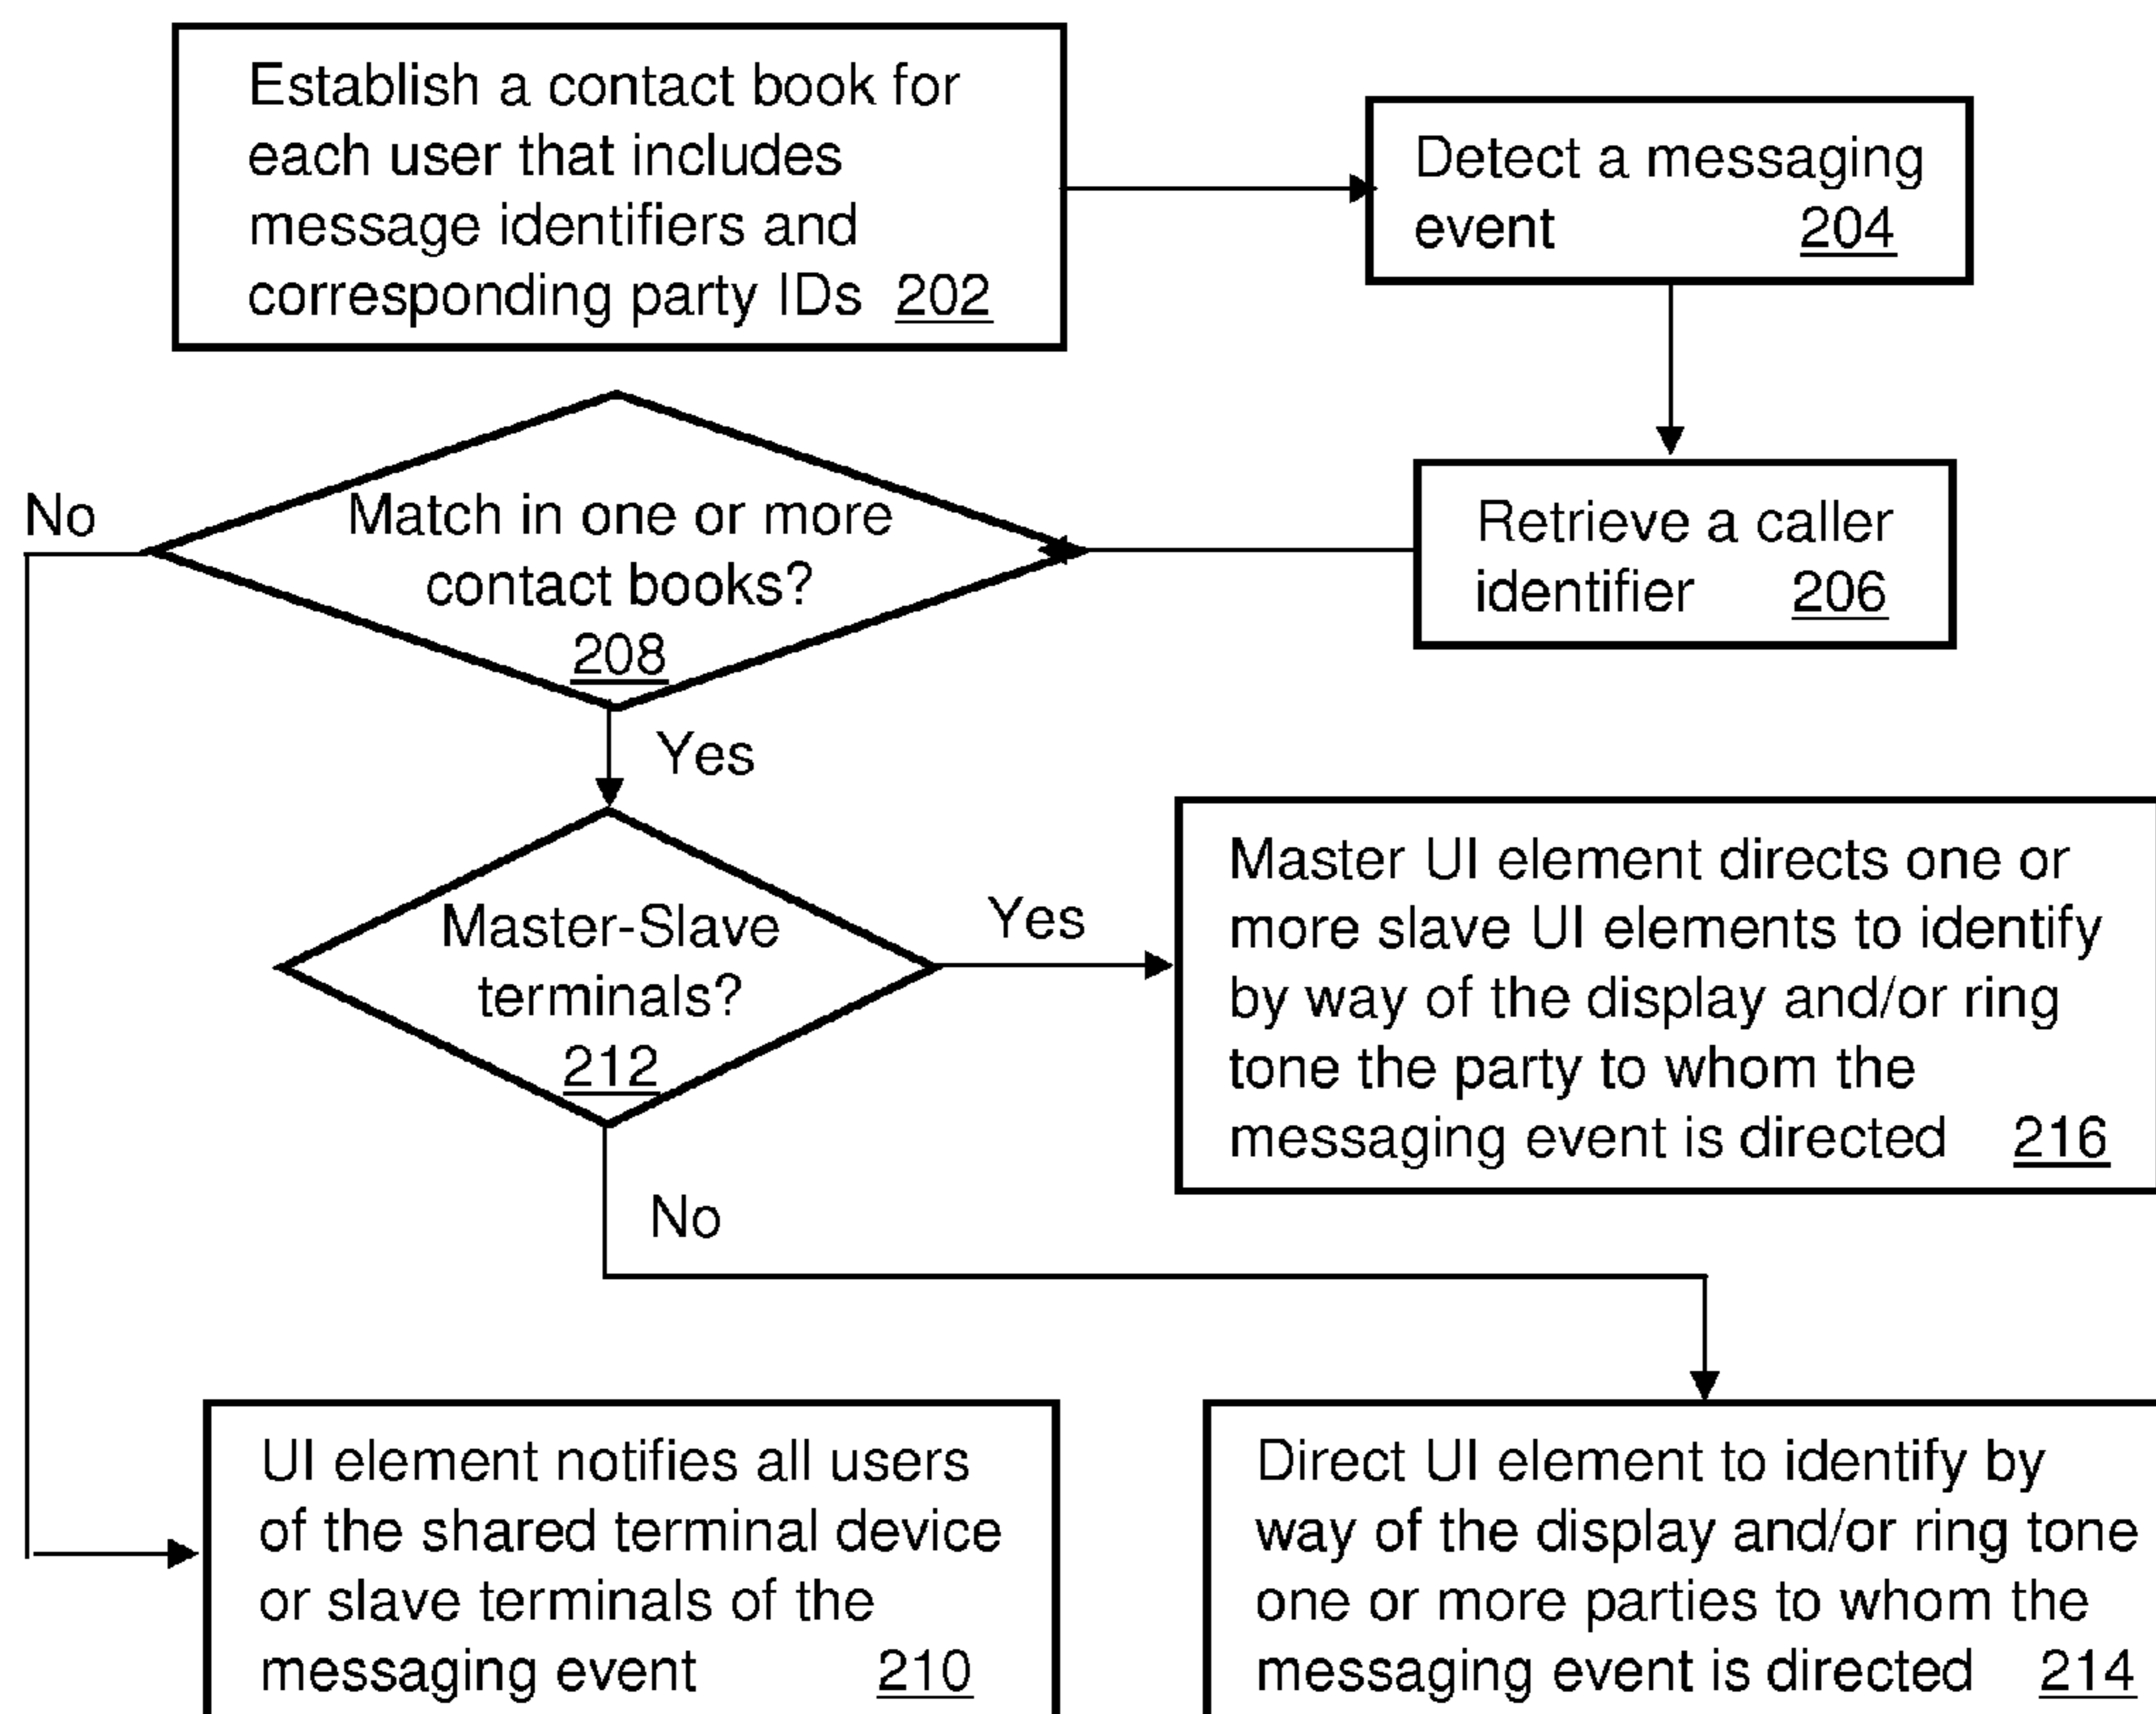 Establish a contact book for
each user that includes
message identifiers and
corresponding party IDs 202
Detect a messaging
event 204
Retrieve a caller
identifier 206
Match in one or more
contact books?
208
No
Yes
Master-Slave
terminals?
212
Yes
Master UI element directs one or
more slave UI elements to identify
by way of the display and/or ring
tone the party to whom the
messaging event is directed 216
No
UI element notifies all users
of the shared terminal device
or slave terminals of the
messaging event 210
Direct UI element to identify by
way of the display and/or ring tone
one or more parties to whom the
messaging event is directed 214